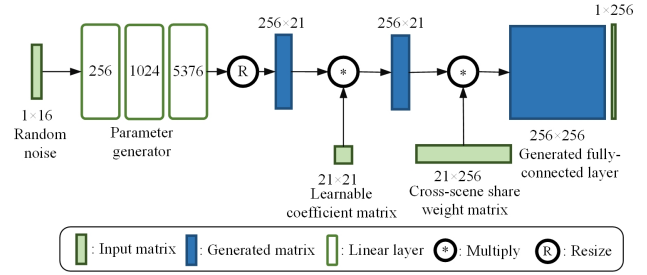 1×256
256×21
256×21
256
1024
5376
R
*
*
1×16
Random
noise
Parameter
generator
21×21
Learnable
coefficient matrix
21×256
Cross-scene share
weight matrix
256×256
Generated fully-
connected layer
: Input matrix
: Generated matrix
: Linear layer
* : Multiply
R : Resize